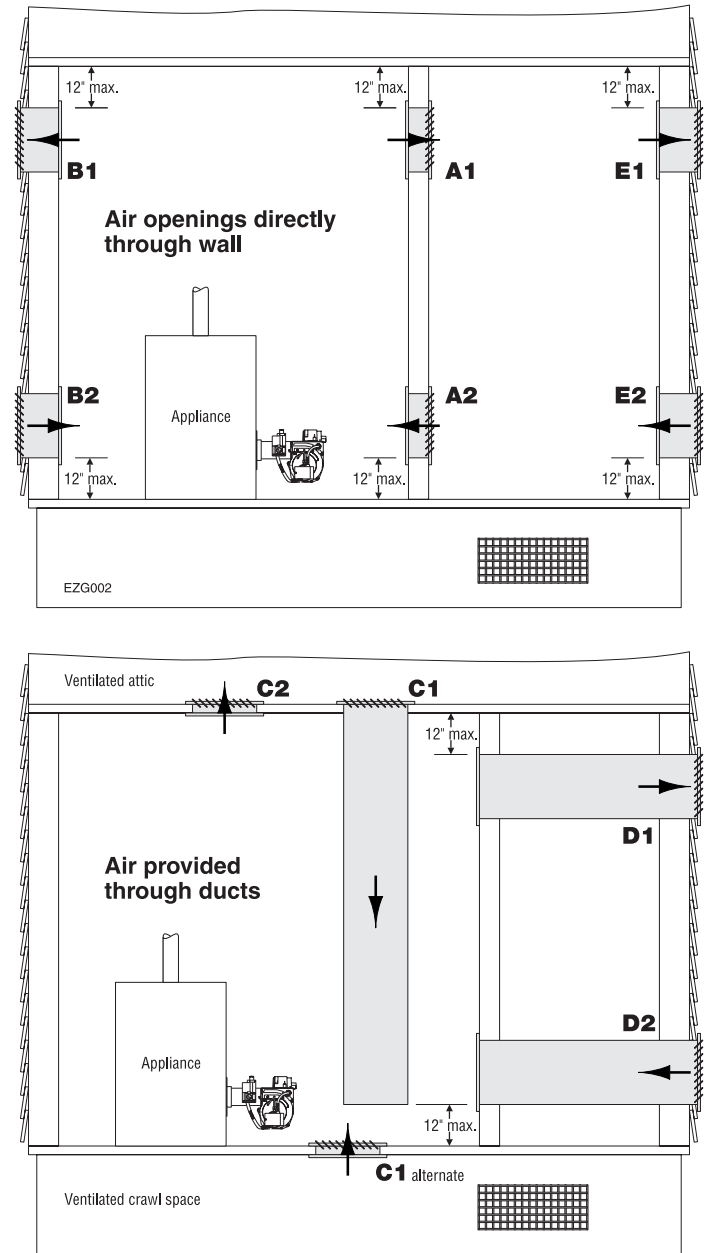 12" max.
12" max.
12" max.
B1
A1
E1
Air openings directly
through wall
B2
A2
E2
Appliance
12" max.
12" max.
12" max.
EZG002
Ventilated attic
C2
C1
12" max.
D1
Air provided
through ducts
D2
Appliance
12" max.
C1 alternate
Ventilated crawl space